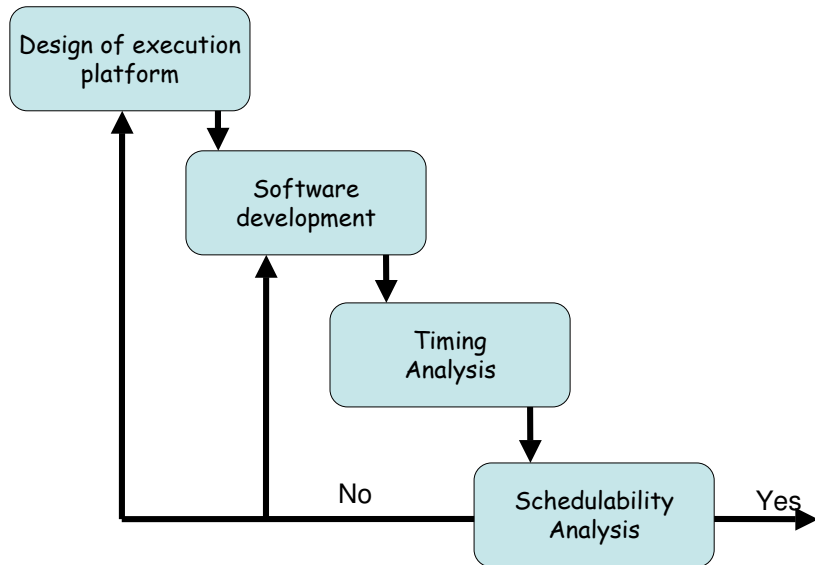 Design of execution
platform
Software
development
Timing
Analysis
No
Schedulability
Analysis
Yes